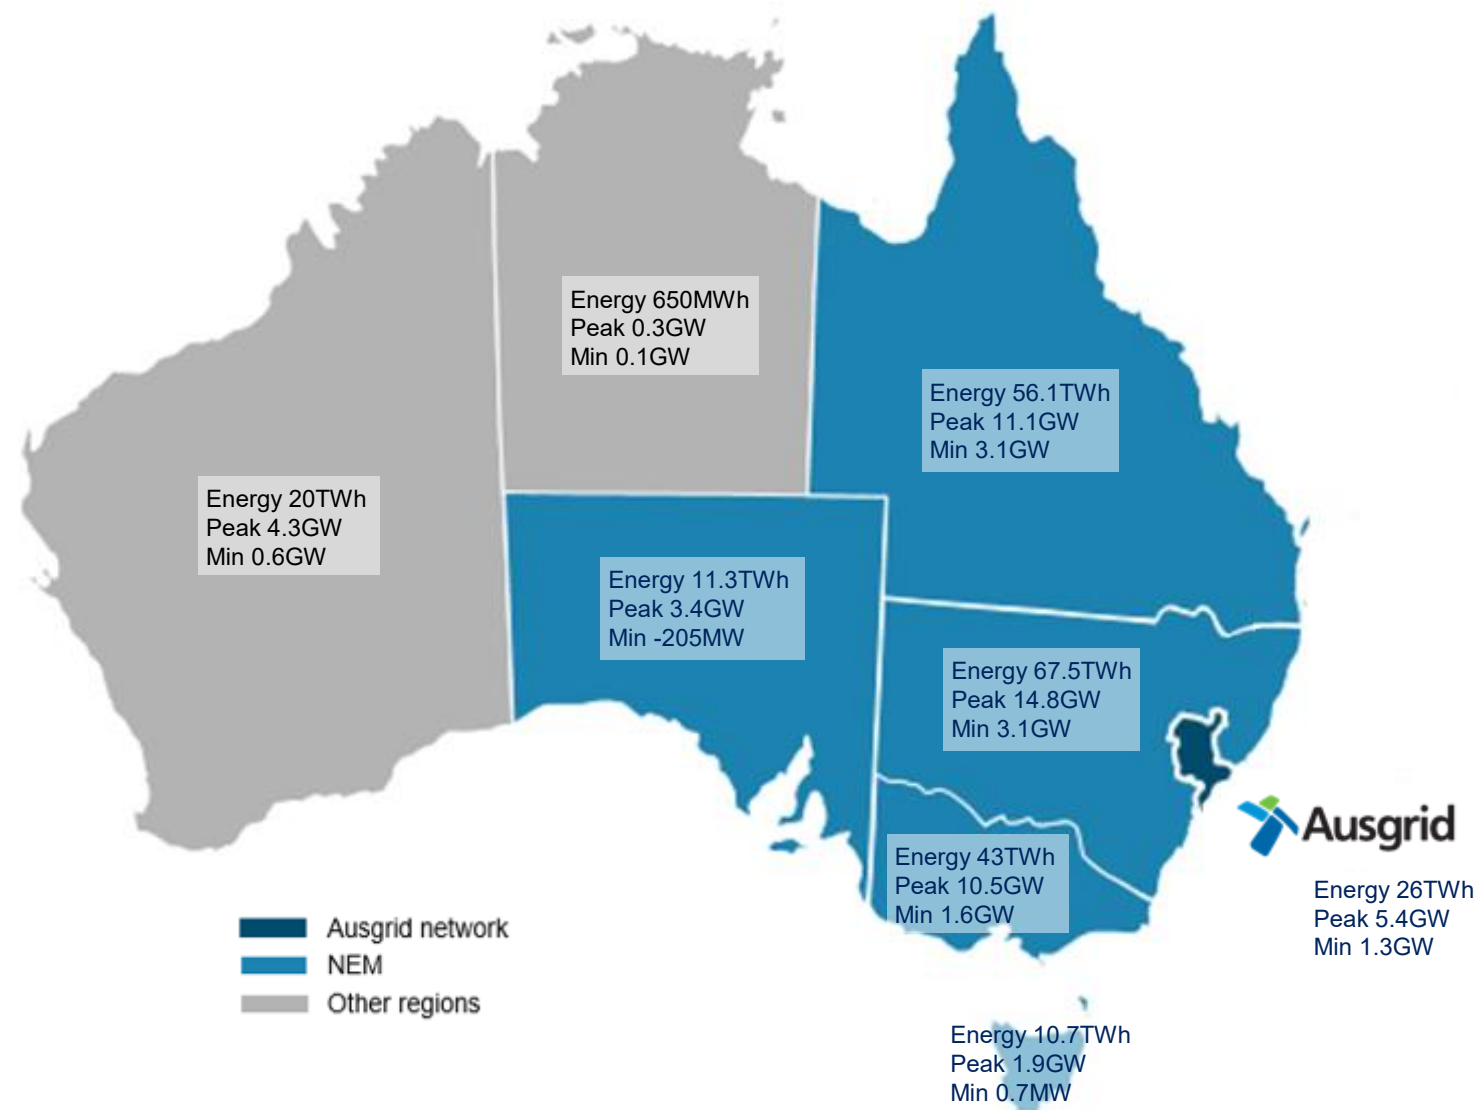 Energy 650MWh
Peak 0.3GW
Min 0.1GW
Energy 56.1TWh
Peak 11.1GW
Min 3.1GW
Energy 20TWh
Peak 4.3GW
Min 0.6GW
Energy 11.3TWh
Peak 3.4GW
Min -205MW
Energy 67.5TWh
Peak 14.8GW
Min 3.1GW
Ausgrid
Energy 26TWh
Peak 5.4GW
Min 1.3GW
Energy 43TWh
Peak 10.5GW
Min 1.6GW
Ausgrid network
NEM
Other regions
Energy 10.7TWh
Peak 1.9GW
Min 0.7MW